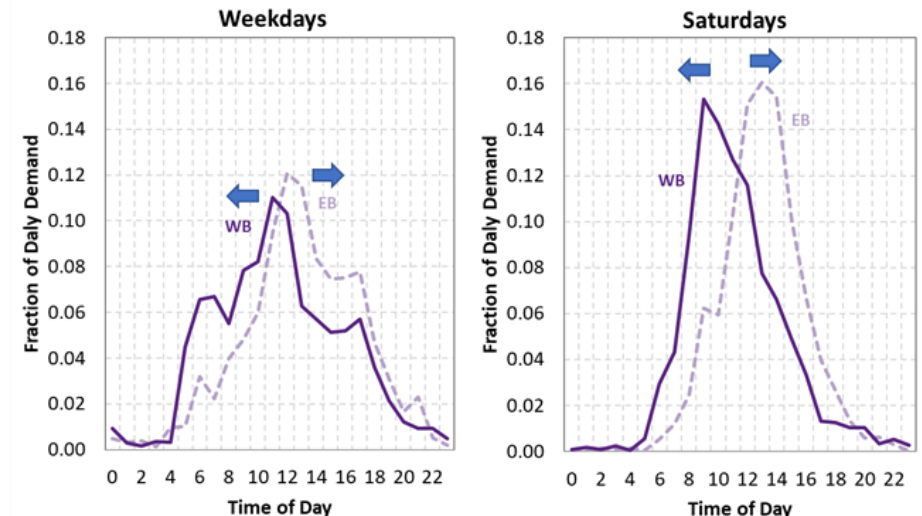 Weekdays
Fraction of Daly Demand
0.18
0.16
0.14
0.12
0.10
0.08
0.06
0.04
0.02
0.00
WB
EB
0 2 4 6 8 10 12 14 16 18 20 22
Time of Day
Saturdays
Fraction of Daly Demand
0.18
0.16
0.14
0.12
0.10
0.08
0.06
0.04
0.02
0.00
WB
EB
0 2 4 6 8 10 12 14 16 18 20 22
Time of Day